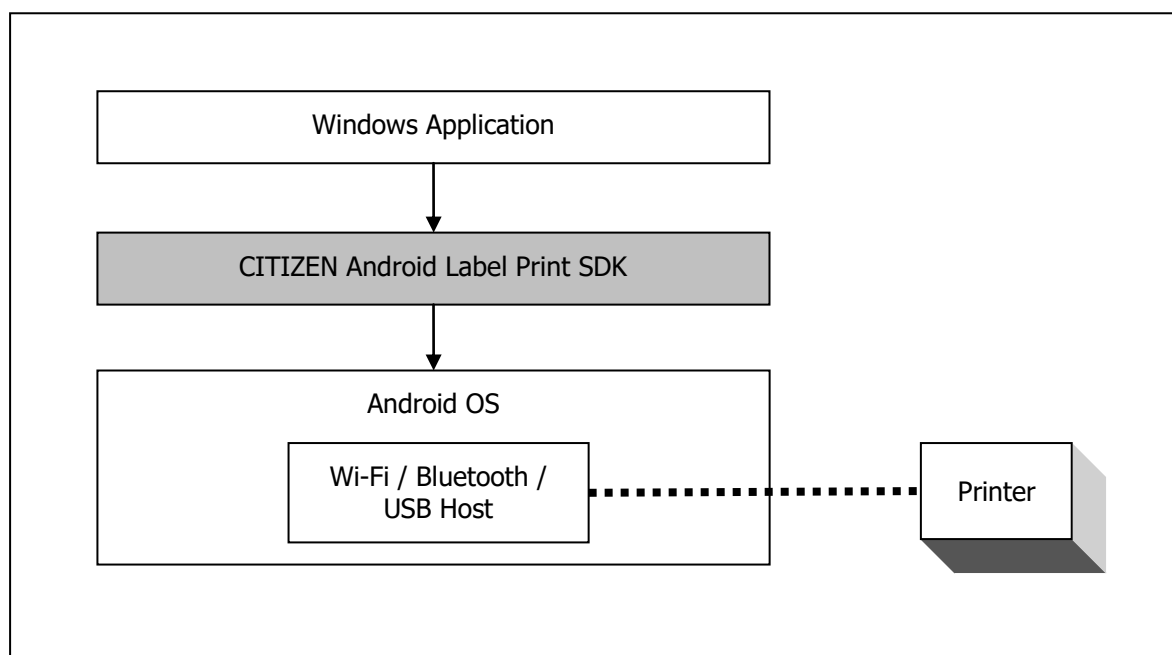 Windows Application
CITIZEN Android Label Print SDK
Android OS
Wi-Fi / Bluetooth /
USB Host
Printer